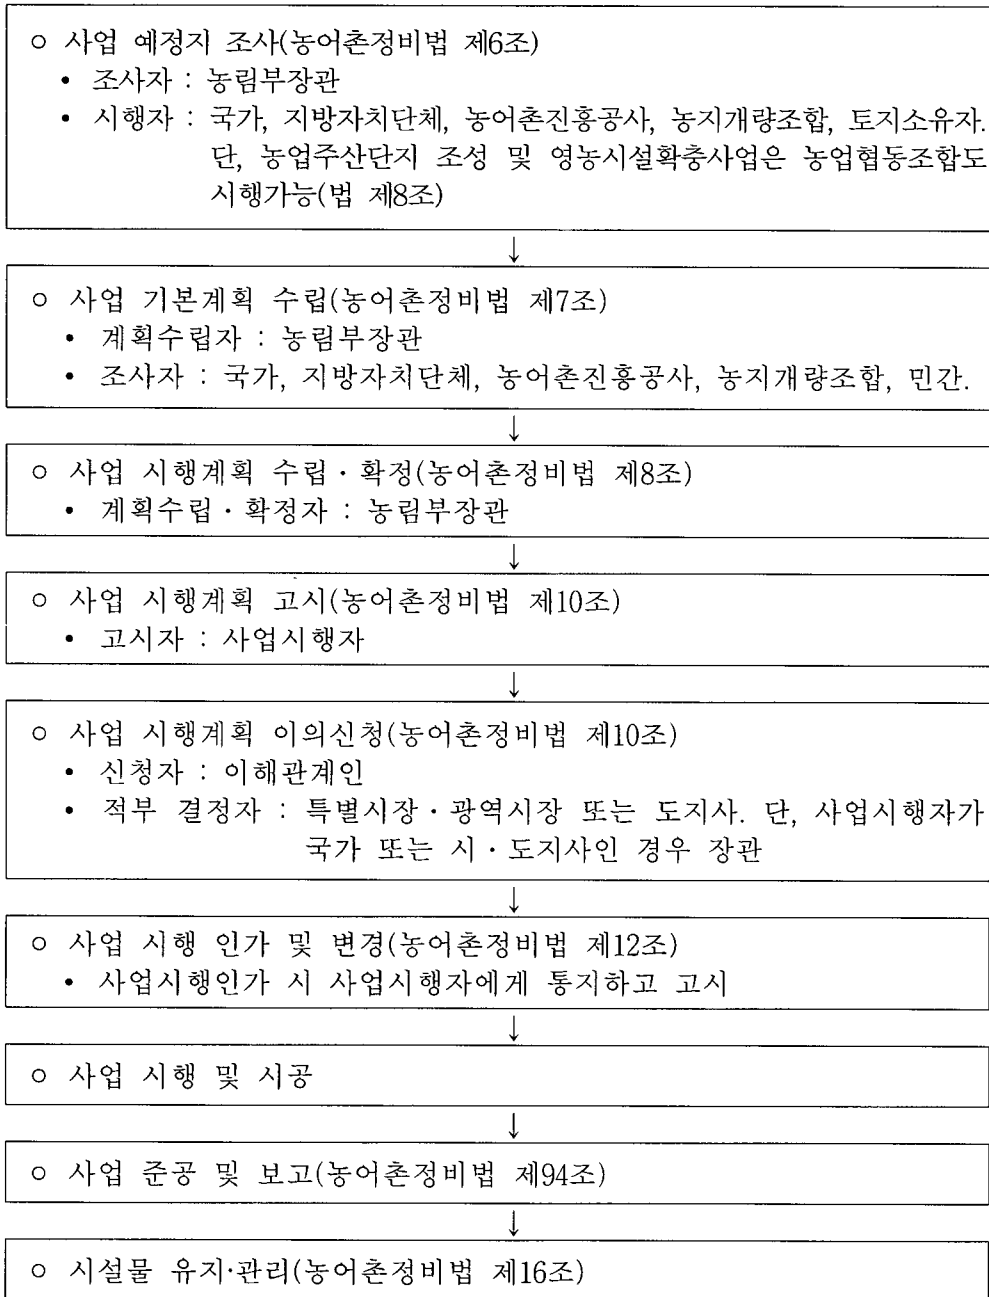 ○ 사업 예정지 조사(농어촌정비법 제6조)
• 조사자 : 농림부장관
• 시행자 : 국가, 지방자치단체, 농어촌진흥공사, 농지개량조합, 토지소유자.
단, 농업주산단지 조성 및 영농시설확충사업은 농업협동조합도
시행가능(법 제8조)
↓
○ 사업 기본계획 수립(농어촌정비법 제7조)
• 계획수립자 : 농림부장관
• 조사자 : 국가, 지방자치단체, 농어촌진흥공사, 농지개량조합, 민간.
↓
○ 사업 시행계획 수립·확정(농어촌정비법 제8조)
• 계획수립·확정자 : 농림부장관
↓
○ 사업 시행계획 고시(농어촌정비법 제10조)
• 고시자 : 사업시행자
↓
○ 사업 시행계획 이의신청(농어촌정비법 제10조)
• 신청자 : 이해관계인
• 적부 결정자 : 특별시장·광역시장 또는 도지사. 단, 사업시행자가
국가 또는 시·도지사인 경우 장관
↓
○ 사업 시행 인가 및 변경(농어촌정비법 제12조)
• 사업시행인가 시 사업시행자에게 통지하고 고시
↓
○ 사업 시행 및 시공
↓
○ 사업 준공 및 보고(농어촌정비법 제94조)
↓
○ 시설물 유지·관리(농어촌정비법 제16조)